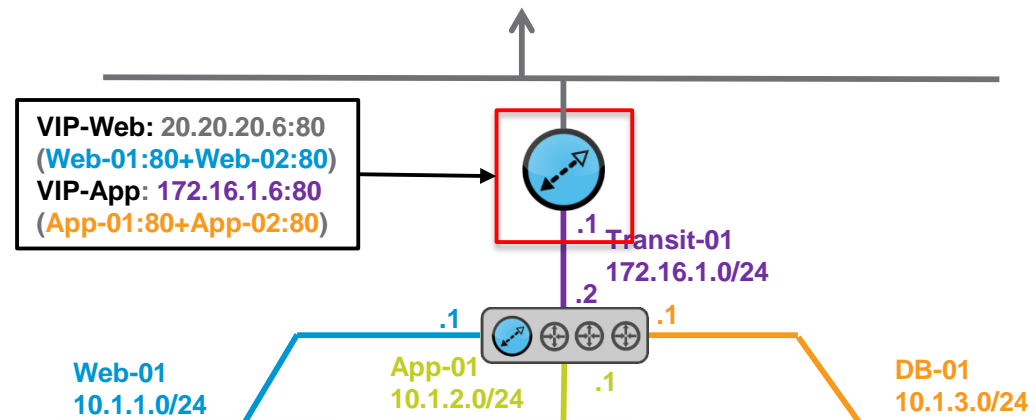 VIP-Web: 20.20.20.6:80
(Web-01:80+Web-02:80)
VIP-App: 172.16.1.6:80
(App-01:80+App-02:80)
.1
Transit-01
172.16.1.0/24
.2
.1
.1
Web-01
10.1.1.0/24
App-01
10.1.2.0/24
.1
DB-01
10.1.3.0/24